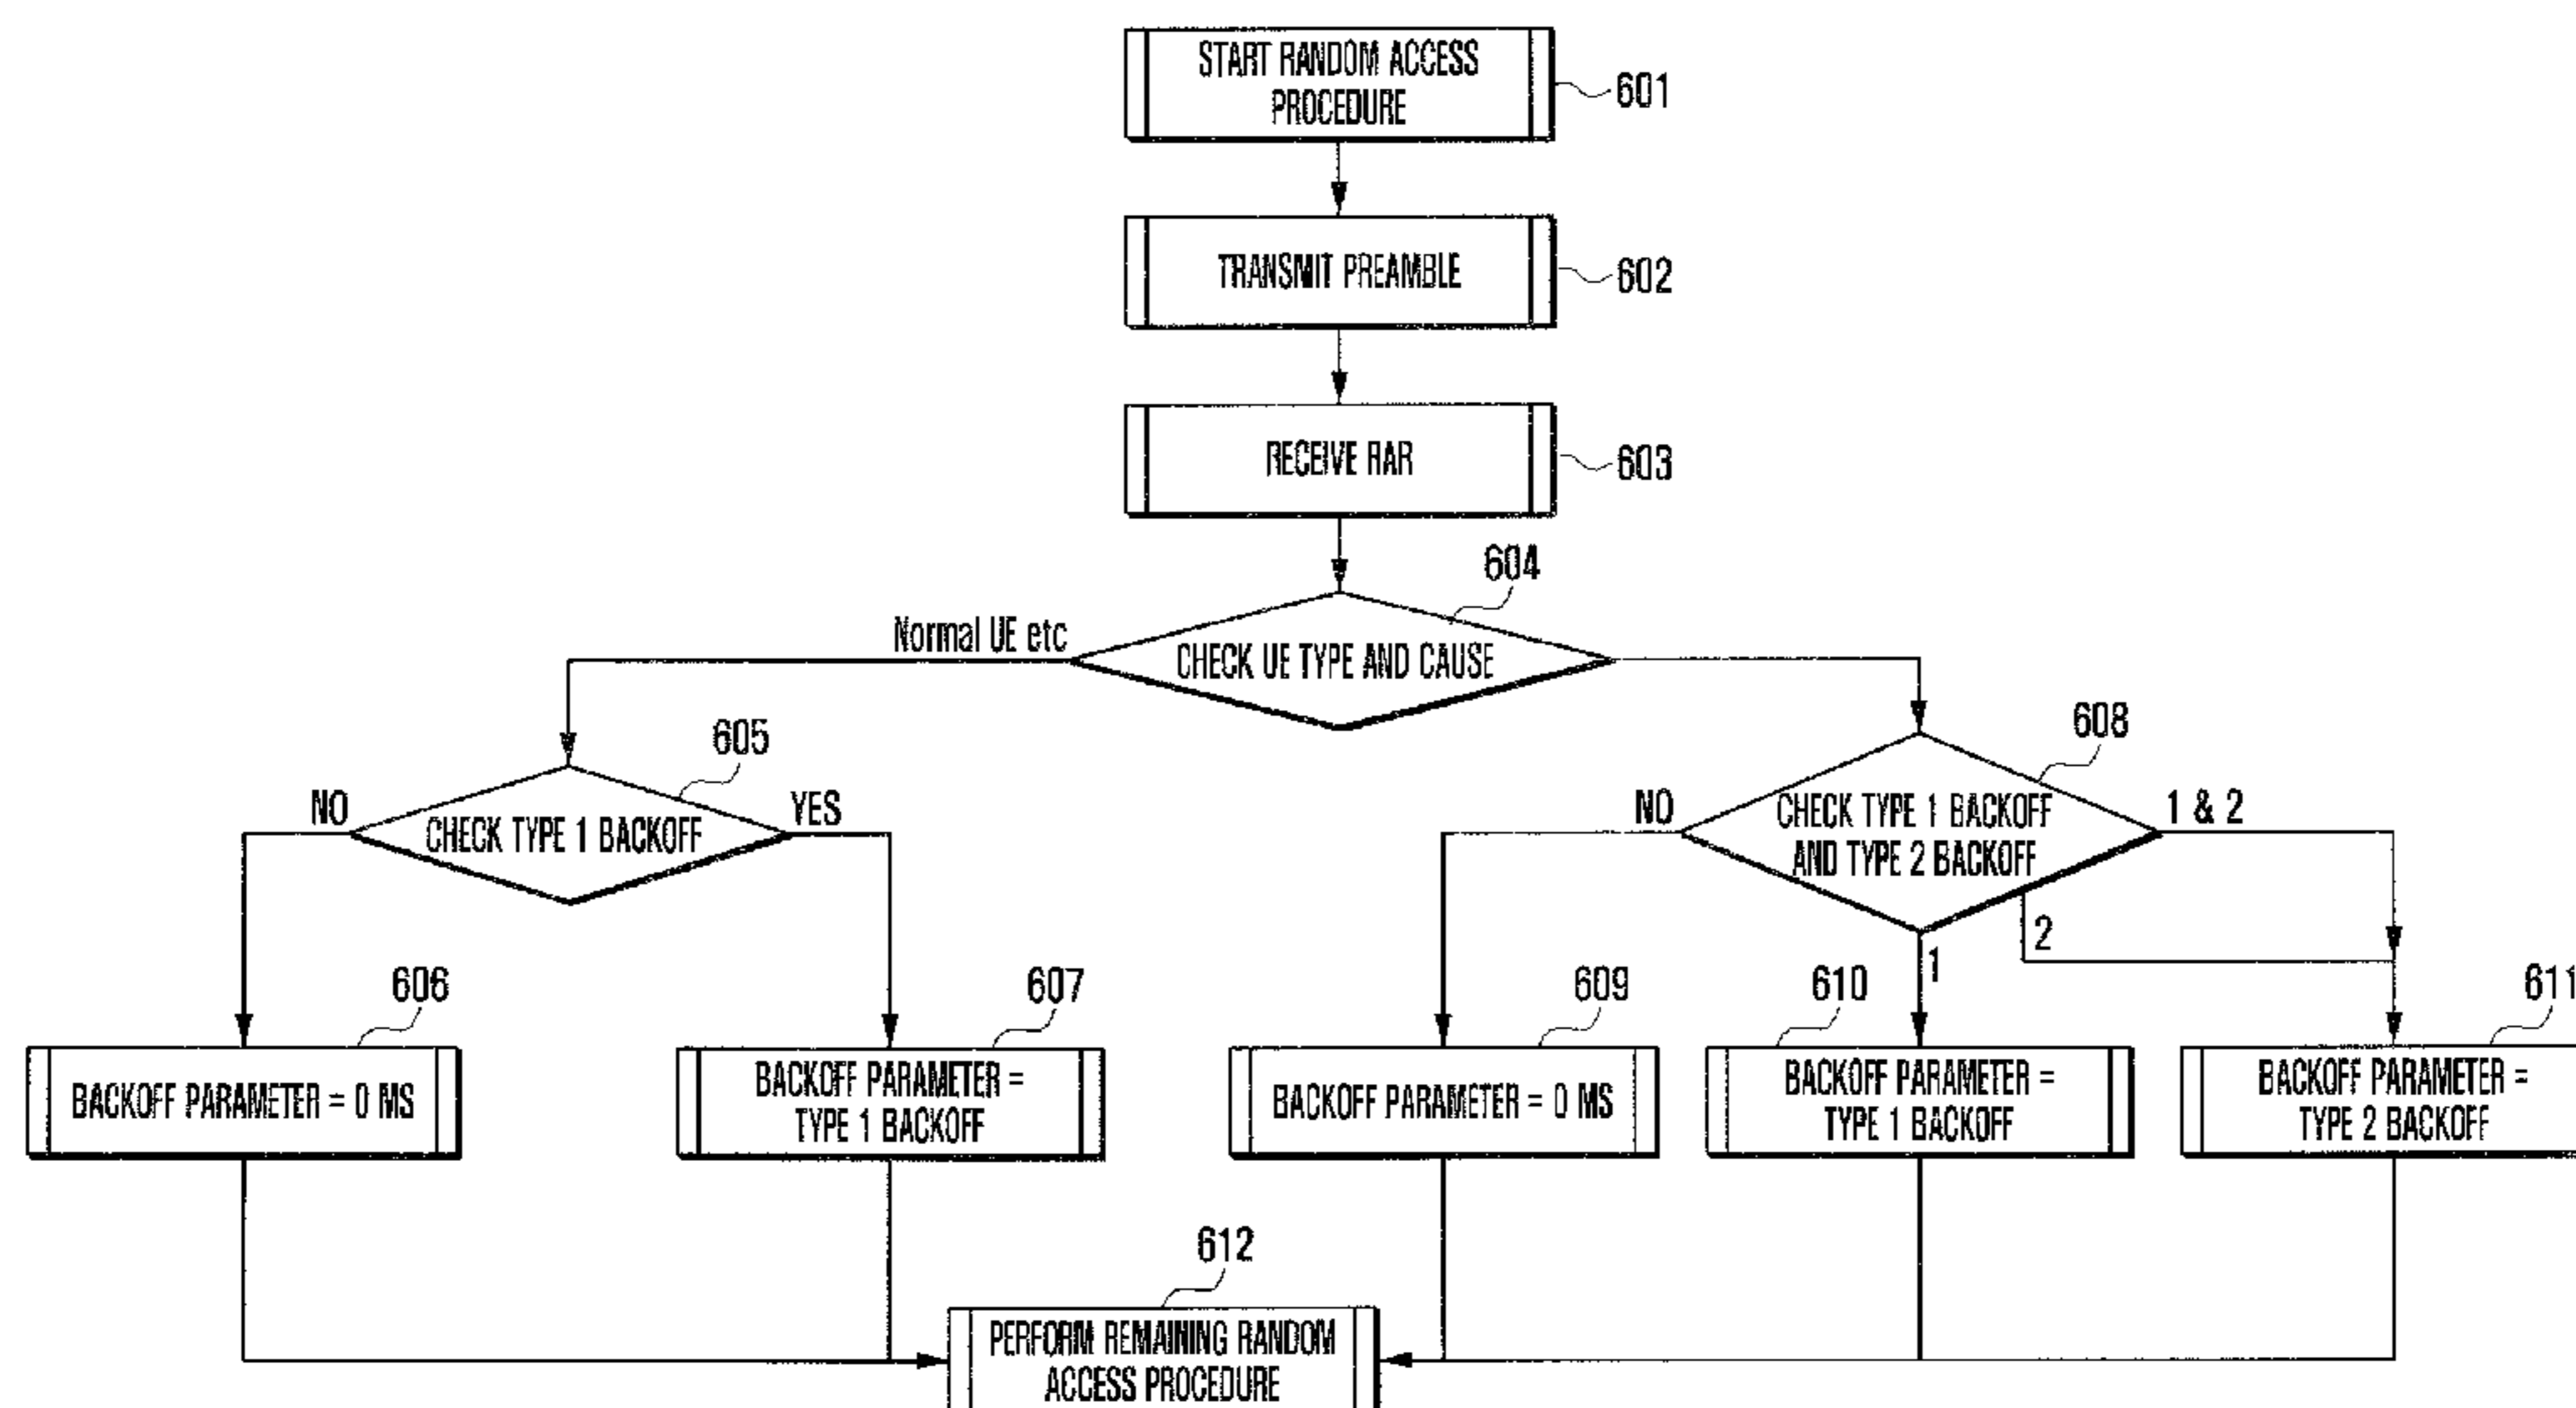 START RANDOM ACCESS
PROCEDURE
601
TRANSMIT PREAMBLE
602
RECEIVE RAR
603
604
Normal UE etc
CHECK UE TYPE AND CAUSE
605
608
NO
CHECK TYPE 1 BACKOFF
YES
NO
CHECK TYPE 1 BACKOFF
AND TYPE 2 BACKOFF
1 & 2
2
1
606
607
609
610
611
BACKOFF PARAMETER = 0 MS
BACKOFF PARAMETER =
TYPE 1 BACKOFF
BACKOFF PARAMETER = 0 MS
BACKOFF PARAMETER =
TYPE 1 BACKOFF
BACKOFF PARAMETER =
TYPE 2 BACKOFF
612
PERFORM REMAINING RANDOM
ACCESS PROCEDURE